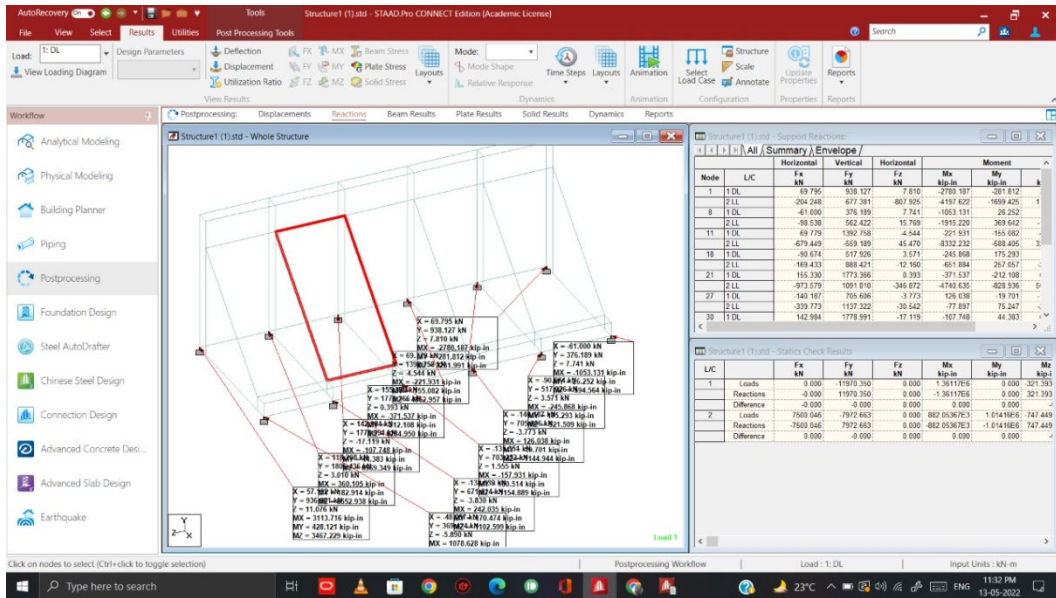 AutoRecovery ON
Tools
Structure1 (1).std - STAAD.Pro CONNECT Edition [Academic License]
File View Select Results Utilities Post Processing Tools
Search
Load: 1: DL
View Loading Diagram
Design Parameters
Deflection
Displacement
Utilization Ratio
FX MX Beam Stress
FY MY Plate Stress
FZ MZ Solid Stress
Layouts
View Results
Mode:
Mode Shape
Relative Response
Time Steps
Layouts
Dynamics
Animation
Animation
Select Load Case
Structure
Scale
Annotate
Configuration
Update Properties
Properties
Reports
Reports
Workflow
Postprocessing: Displacements Reactions Beam Results Plate Results Solid Results Dynamics Reports
Analytical Modeling
Physical Modeling
Building Planner
Piping
Postprocessing
Foundation Design
Steel AutoDrafter
Chinese Steel Design
Connection Design
Advanced Concrete Desi...
Advanced Slab Design
Earthquake
Structure1 (1).std - Whole Structure
X = 69.795 kN
Y = 938.127 kN
Z = 7.810 kN
MX = -2780.187 kip-in
X = -61.000 kN
Y = 376.189 kN
Z = 7.741 kN
MX = -1053.131 kip-in
Z = -4.544 kN
MX = -221.931 kip-in
Z = 3.571 kN
MX = -245.868 kip-in
Z = 0.393 kN
MX = -371.537 kip-in
Z = -3.773 kN
MX = 126.038 kip-in
Z = -17.119 kN
MX = -107.748 kip-in
Z = 1.555 kN
MX = -157.931 kip-in
Z = 3.010 kN
MX = 360.105 kip-in
Z = -3.830 kN
MX = 242.035 kip-in
Z = 11.076 kN
MX = 3113.716 kip-in
MY = 428.121 kip-in
MZ = 3467.229 kip-in
Z = -5.890 kN
MX = 1078.628 kip-in
Load 1
Structure1 (1).std - Support Reactions
All Summary Envelope
Horizontal Vertical Horizontal Moment
Node L/C Fx kN Fy kN Fz kN Mx kip-in My kip-in
1 1 DL 69.795 938.127 7.810 -2780.187 -281.812
2 LL -204.248 677.381 -807.925 -4197.622 -1699.425
8 1 DL -61.000 376.189 7.741 -1053.131 26.252
2 LL -98.538 562.422 15.769 -1915.220 369.642
11 1 DL 69.779 1392.758 -4.544 -221.931 -155.082
2 LL -679.449 -559.189 45.470 -8332.232 -588.405
18 1 DL -90.674 517.926 3.571 -245.868 175.293
2 LL -169.433 888.421 -12.160 -651.884 257.057
21 1 DL 155.330 1773.366 0.393 -371.537 -212.108
2 LL -973.579 1091.810 -346.872 -4740.635 -828.936
27 1 DL -140.187 705.606 -3.773 126.038 -19.701
2 LL -339.773 1137.322 -30.542 -77.897 75.247
30 1 DL 142.984 1778.991 -17.119 -107.748 44.383
Structure1 (1).std - Statics Check Results
L/C Fx kN Fy kN Fz kN Mx kip-in My kip-in Mz
1 Loads 0.000 -11970.350 0.000 1.36117E6 0.000 -321.393
Reactions -0.000 11970.350 0.000 -1.36117E6 0.000 321.393
Difference 0.000 -0.000 0.000 0.000 0.000
2 Loads 7500.046 -7972.663 0.000 882.05367E3 1.01416E6 -747.449
Reactions -7500.046 7972.663 0.000 -882.05367E3 -1.01416E6 747.449
Difference 0.000 -0.000 0.000 0.000 0.000
Click on nodes to select (Ctrl+click to toggle selection)
Postprocessing Workflow
Load : 1: DL
Input Units : kN-m
Type here to search
23°C
ENG
11:32 PM
13-05-2022